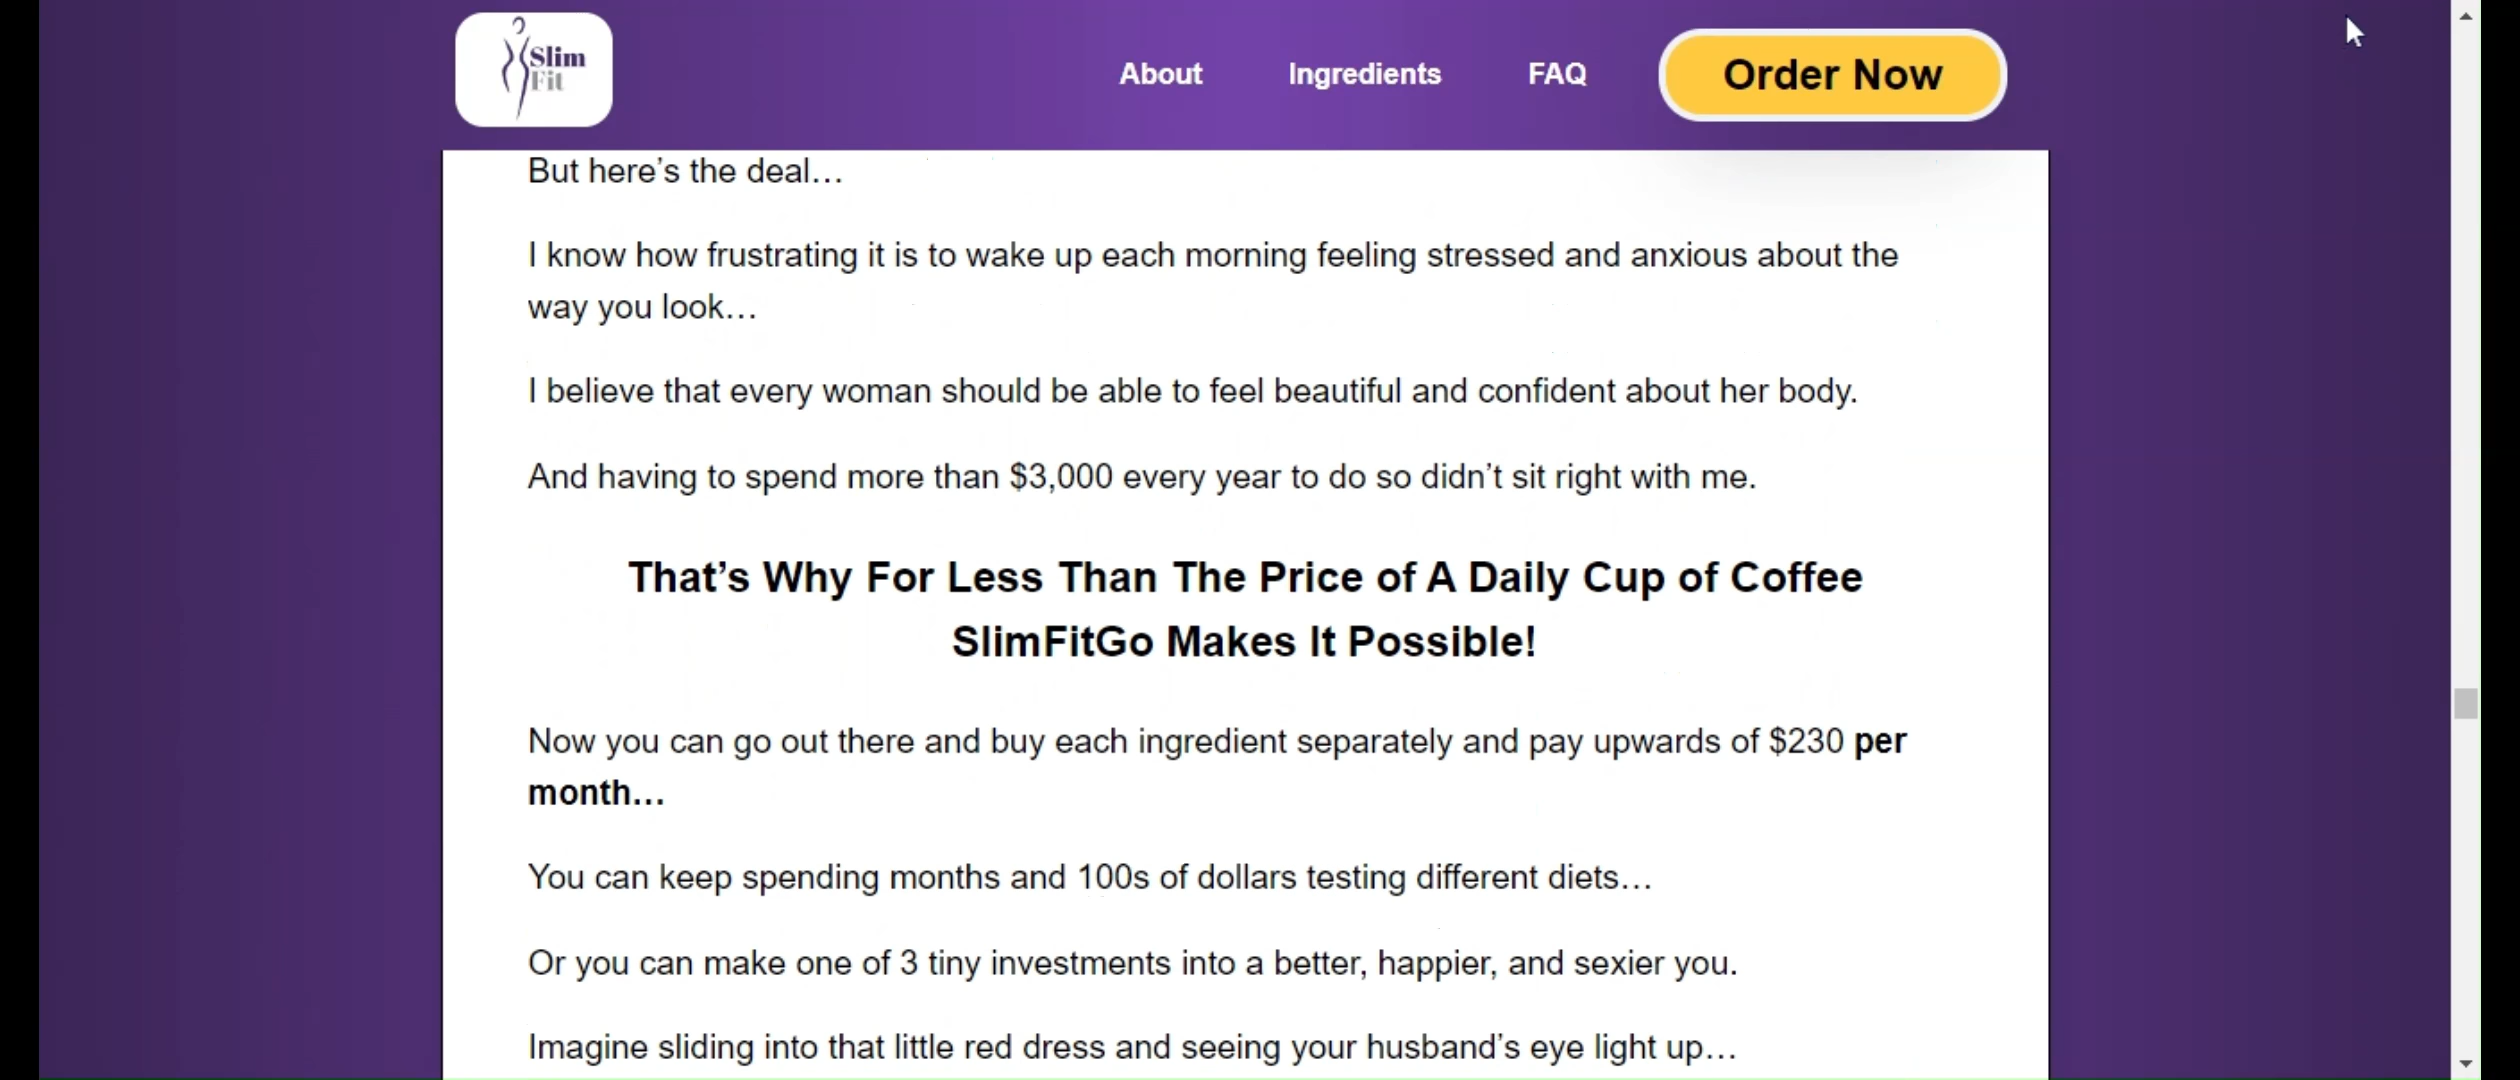 Slim
Fit
About
Ingredients
FAQ
Order Now
But here’s the deal…
I know how frustrating it is to wake up each morning feeling stressed and anxious about the
way you look…
I believe that every woman should be able to feel beautiful and confident about her body.
And having to spend more than $3,000 every year to do so didn’t sit right with me.
That’s Why For Less Than The Price of A Daily Cup of Coffee
SlimFitGo Makes It Possible!
Now you can go out there and buy each ingredient separately and pay upwards of $230 per
month…
You can keep spending months and 100s of dollars testing different diets…
Or you can make one of 3 tiny investments into a better, happier, and sexier you.
Imagine sliding into that little red dress and seeing your husband’s eye light up…